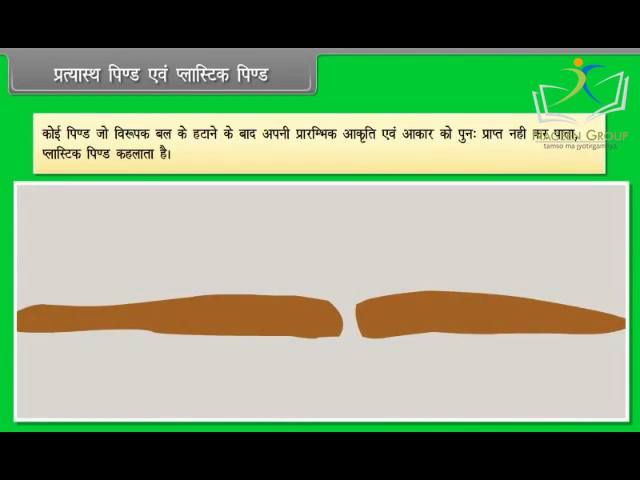 प्रत्यास्थ पिण्ड एवं प्लास्टिक पिण्ड
कोई पिण्ड जो विरूपक बल के हटाने के बाद अपनी प्रारम्भिक आकृति एवं आकार को पुनः प्राप्त नही कर पाता,
प्लास्टिक पिण्ड कहलाता है।
Group
tamso ma jyotirgamaya